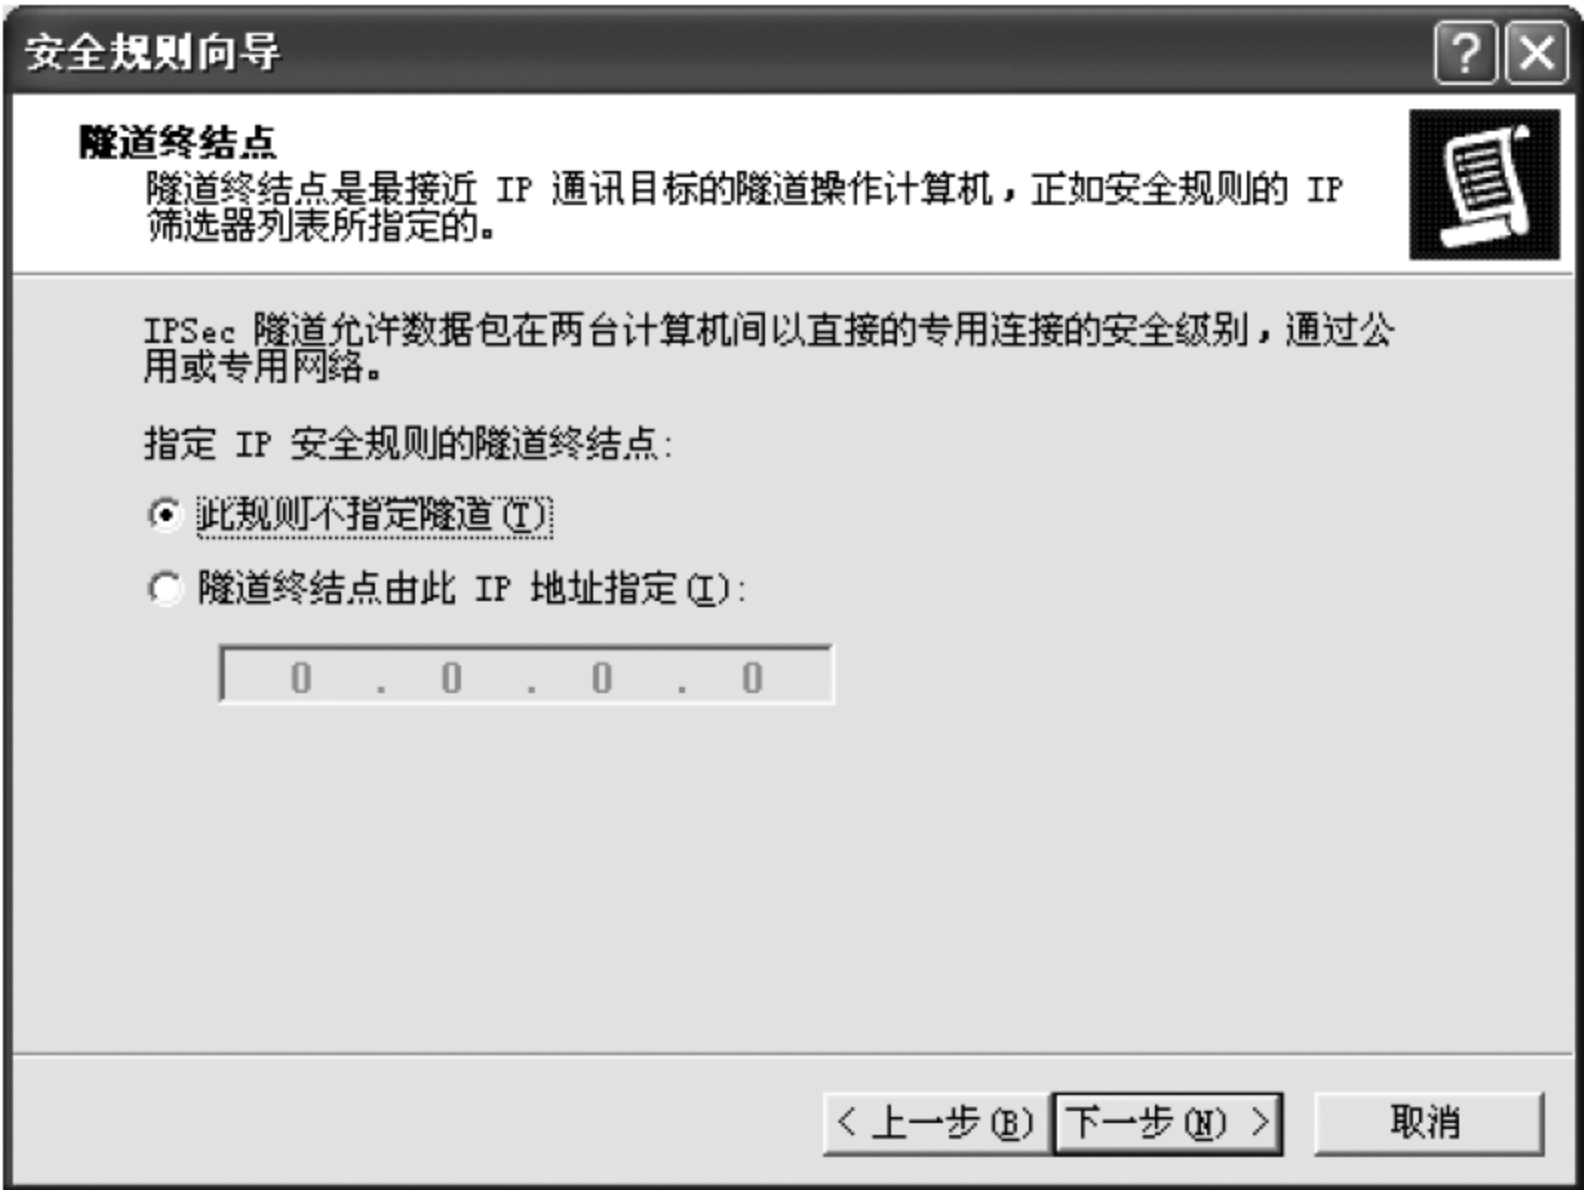 安全规则向导
隧道终结点
隧道终结点是最接近 IP 通讯目标的隧道操作计算机，正如安全规则的 IP
筛选器列表所指定的。
IPSec 隧道允许数据包在两台计算机间以直接的专用连接的安全级别，通过公
用或专用网络。
指定 IP 安全规则的隧道终结点:
此规则不指定隧道(T)
隧道终结点由此 IP 地址指定(I):
0 . 0 . 0 . 0
< 上一步(B) 下一步(N) > 取消